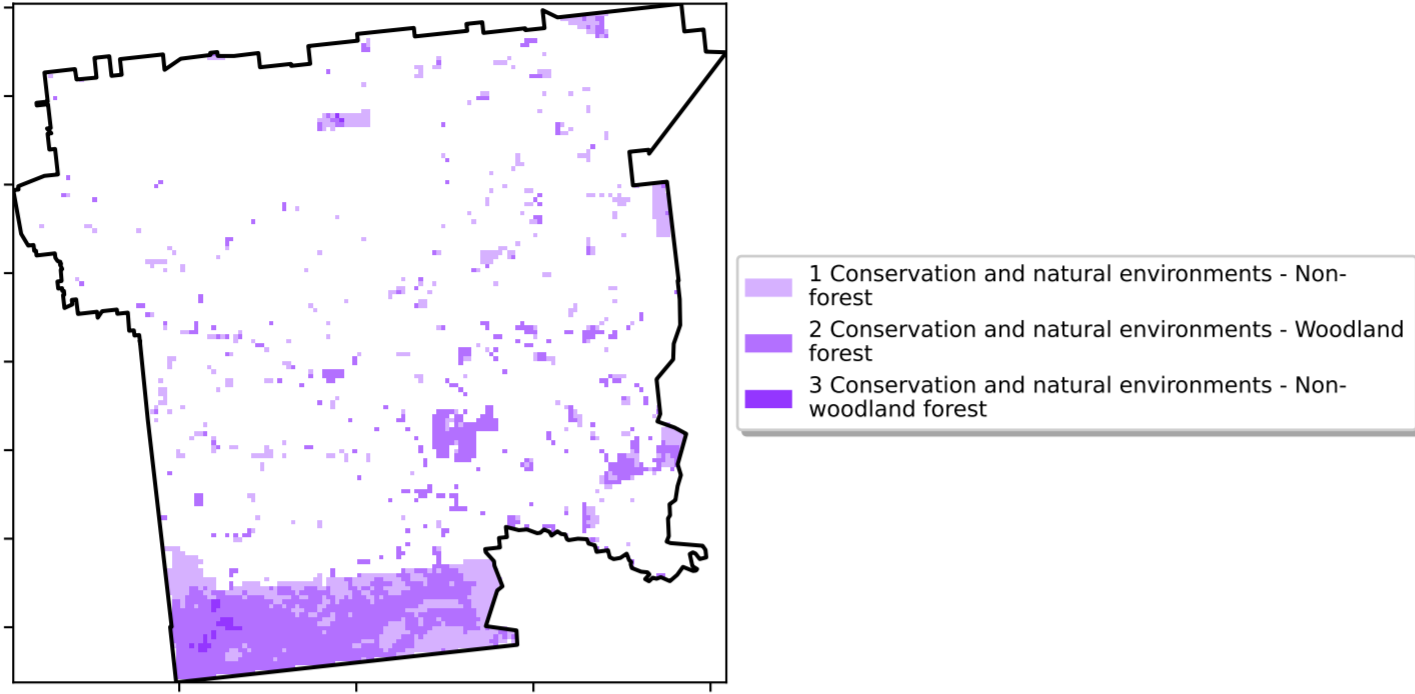 1 Conservation and natural environments - Non-
forest
2 Conservation and natural environments - Woodland
forest
3 Conservation and natural environments - Non-
woodland forest